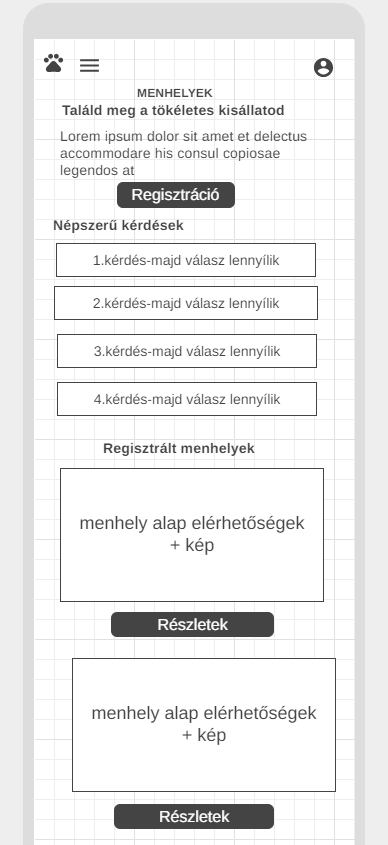 MENHELYEK
Találd meg a tökéletes kisállatod
Lorem ipsum dolor sit amet et delectus
accommodare his consul copiosae
legendos at
Regisztráció
Népszerű kérdések
1.kérdés-majd válasz lennyílik
2.kérdés-majd válasz lennyílik
3.kérdés-majd válasz lennyílik
4.kérdés-majd válasz lennyílik
Regisztrált menhelyek
menhely alap elérhetőségek
+ kép
Részletek
menhely alap elérhetőségek
+ kép
Részletek